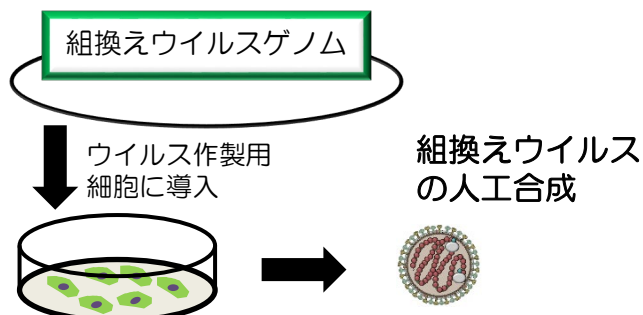 組換えウイルスゲノム
ウイルス作製用
細胞に導入
組換えウイルス
の人工合成